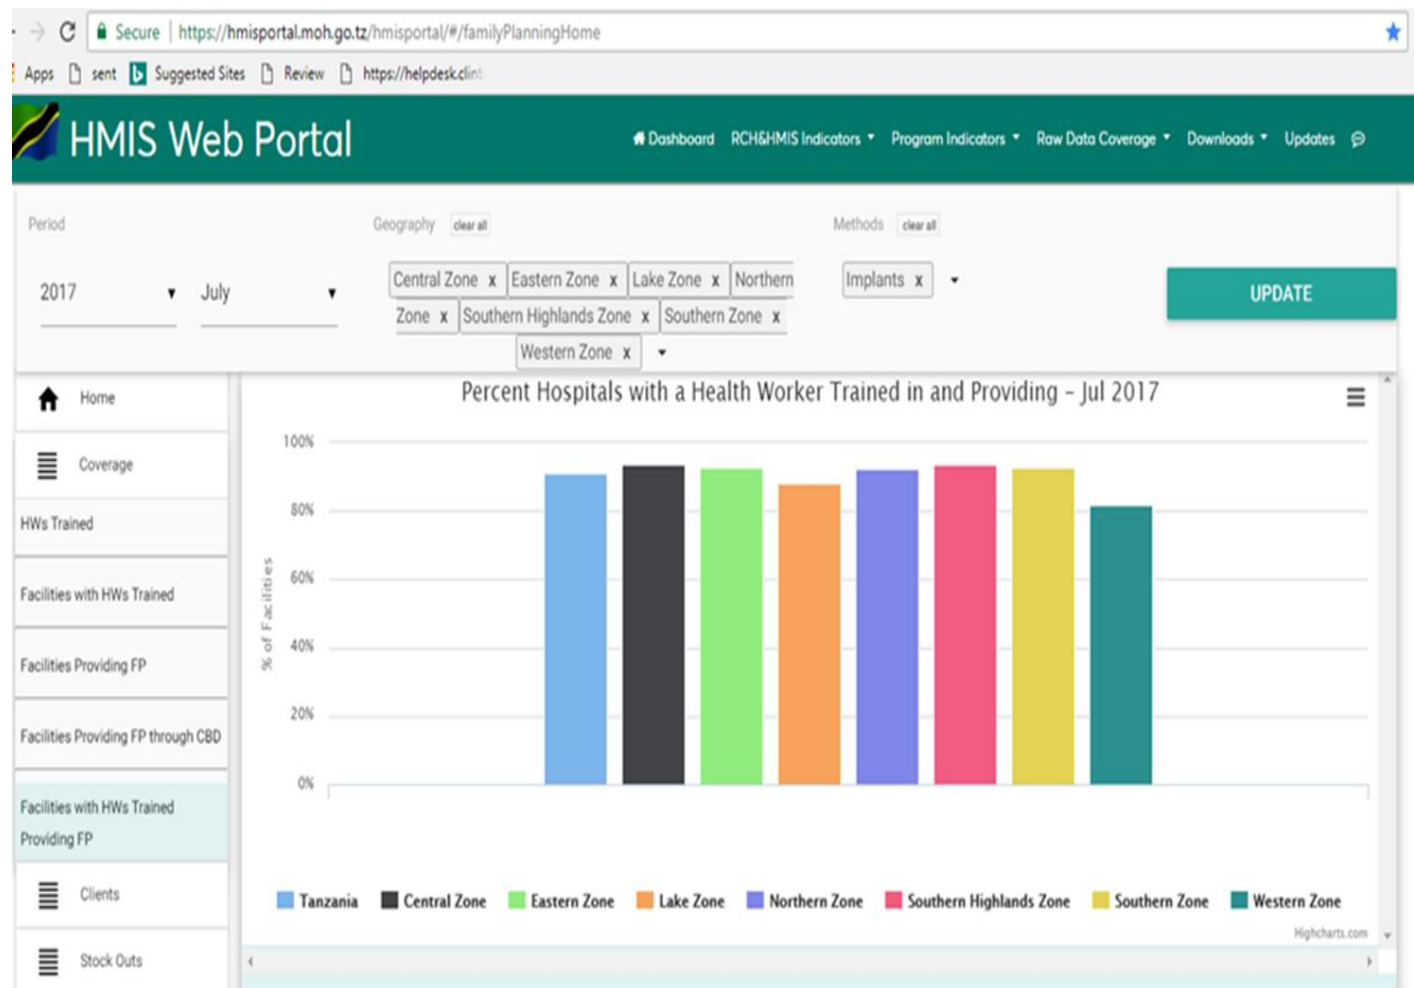 Secure | https://hmisportal.moh.go.tz/hmisportal/#/familyPlanningHome
Apps sent Suggested Sites Review https://helpdesk.clint
HMIS Web Portal
Dashboard RCH&HMIS Indicators Program Indicators Raw Data Coverage Downloads Updates
Period Geography clear all Methods clear all
2017 July
Central Zone x Eastern Zone x Lake Zone x Northern
Zone x Southern Highlands Zone x Southern Zone x
Western Zone x
Implants x
UPDATE
Home
Coverage
HWs Trained
Facilities with HWs Trained
Facilities Providing FP
Facilities Providing FP through CBD
Facilities with HWs Trained
Providing FP
Clients
Stock Outs
Percent Hospitals with a Health Worker Trained in and Providing – Jul 2017
% of Facilities
100%
80%
60%
40%
20%
0%
Tanzania Central Zone Eastern Zone Lake Zone Northern Zone Southern Highlands Zone Southern Zone Western Zone
Highcharts.com